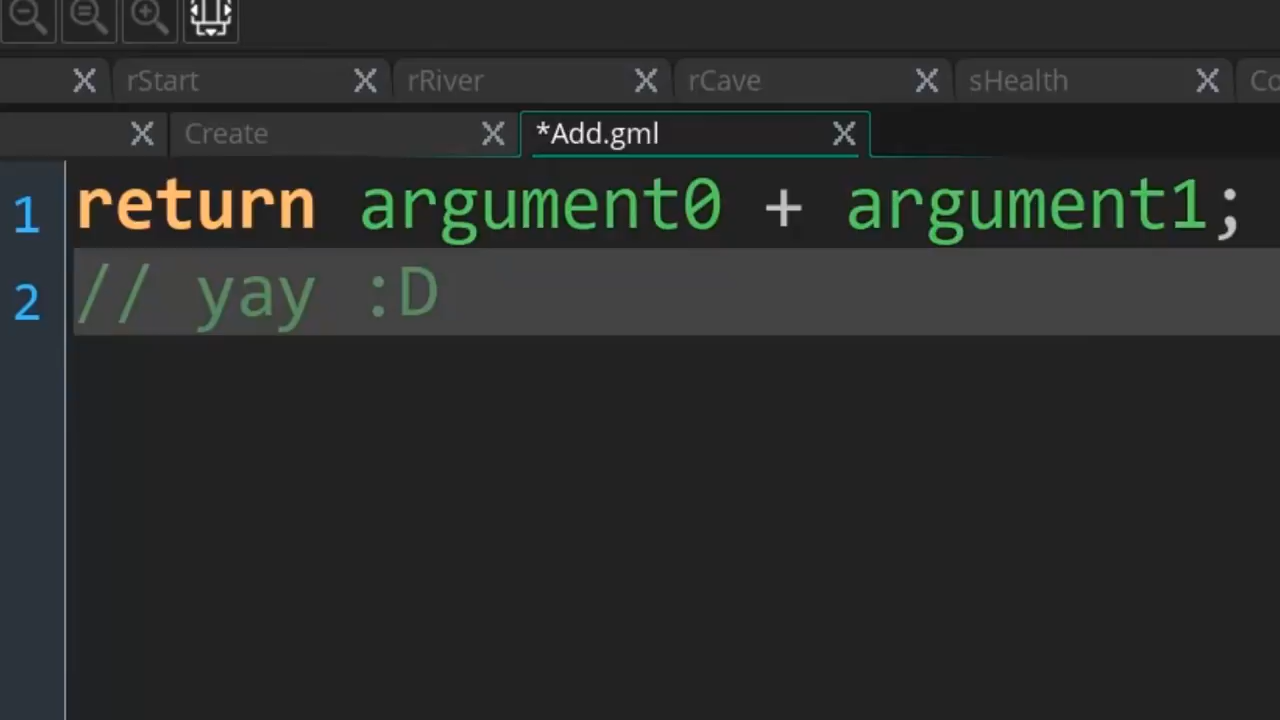 rStart rRiver rCave sHealth
Create *Add.gml
1 return argument0 + argument1;
2 // yay :D